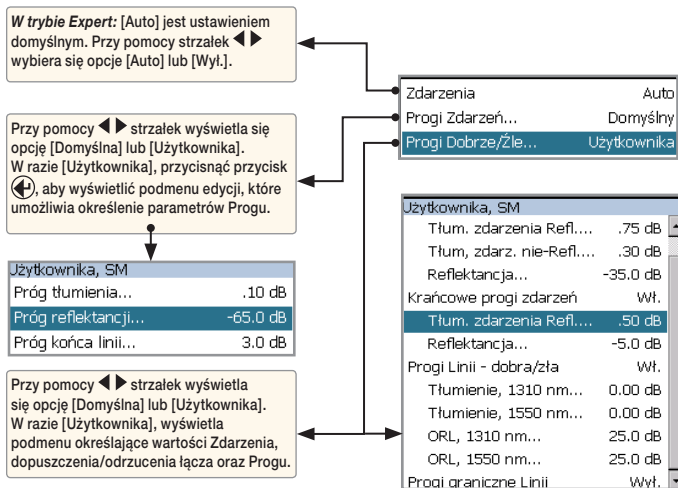 W trybie Expert: [Auto] jest ustawieniem
domyślnym. Przy pomocy strzałek ◀ ▶
wybiera się opcje [Auto] lub [Wył.].
Zdarzenia Auto
Progi Zdarzeń... Domyślny
Progi Dobrze/Źle... Użytkownika
Przy pomocy ◀ ▶ strzałek wyświetla się
opcję [Domyślna] lub [Użytkownika].
W razie [Użytkownika], przycisnąć przycisk
, aby wyświetlić podmenu edycji, które
umożliwia określenie parametrów Progu.
Użytkownika, SM
Próg tłumienia... .10 dB
Próg reflektancji... -65.0 dB
Próg końca linii... 3.0 dB
Przy pomocy ◀ ▶ strzałek wyświetla
się opcję [Domyślna] lub [Użytkownika].
W razie [Użytkownika], wyświetla
podmenu określające wartości Zdarzenia,
dopuszczenia/odrzucenia łącza oraz Progu.
Użytkownika, SM
Tłum. zdarzenia Refl.... .75 dB
Tłum, zdarz. nie-Refl.... .30 dB
Reflektancja... -35.0 dB
Krańcowe progi zdarzeń Wł.
Tłum. zdarzenia Refl.... .50 dB
Reflektancja... -5.0 dB
Progi Linii - dobra/zła Wł.
Tłumienie, 1310 nm... 0.00 dB
Tłumienie, 1550 nm... 0.00 dB
ORL, 1310 nm... 25.0 dB
ORL, 1550 nm... 25.0 dB
Progi graniczne Linii Wył.